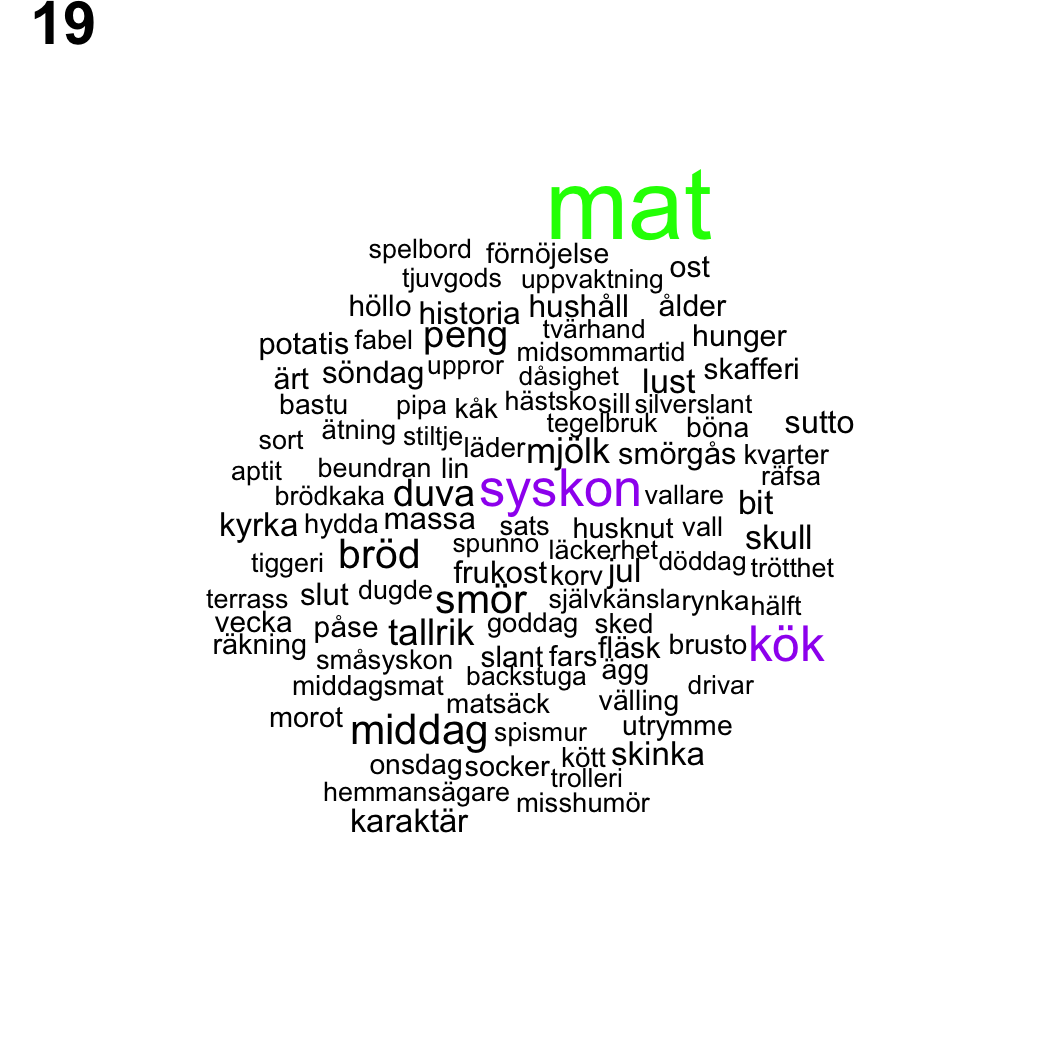 19
mat
spelbord förnöjelse
tjuvgods uppvaktning ost
höllo historia hushåll ålder
potatis fabel peng tvärhand hunger
ärt söndag uppror midsommartid skafferi
dåsighet lust
bastu pipa kåk hästsko sill silverslant
sort ätning stiltje tegelbruk böna sutto
läder mjölk smörgås kvarter
aptit beundran lin räfsa
brödkaka duva syskon vallare bit
kyrka hydda massa sats husknut vall skull
tiggeri bröd spunno läckerhet döddag trötthet
frukost korv jul
terrass slut dugde smör självkänsla rynka hälft
vecka påse tallrik goddag sked
räkning småsyskon slant fars fläsk brusto kök
middagsmat backstuga ägg drivar
matsäck välling
morot middag spismur utrymme
onsdag socker kött skinka
trolleri
hemmansägare misshumör
karaktär